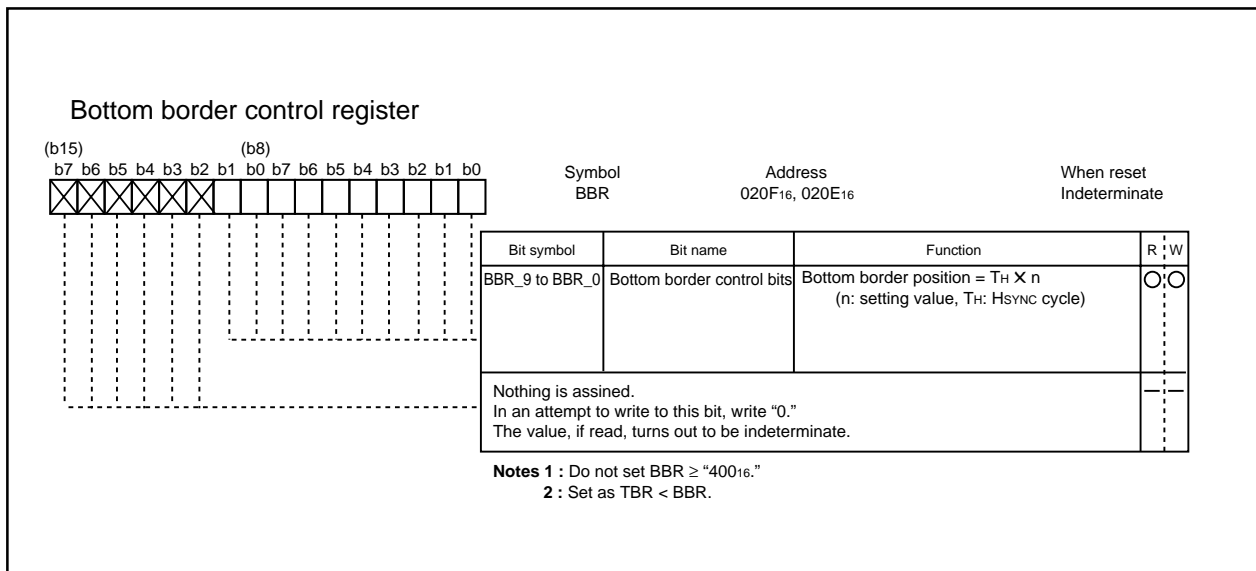 Bottom border control register
(b15) (b8)
b7 b6 b5 b4 b3 b2 b1 b0 b7 b6 b5 b4 b3 b2 b1 b0
Symbol Address When reset
BBR 020F16, 020E16 Indeterminate
Bit symbol Bit name Function R W
BBR_9 to BBR_0 Bottom border control bits Bottom border position = TH X n
(n: setting value, TH: HSYNC cycle)
Nothing is assined.
In an attempt to write to this bit, write “0.”
The value, if read, turns out to be indeterminate.
Notes 1 : Do not set BBR ≥ “40016.”
2 : Set as TBR < BBR.